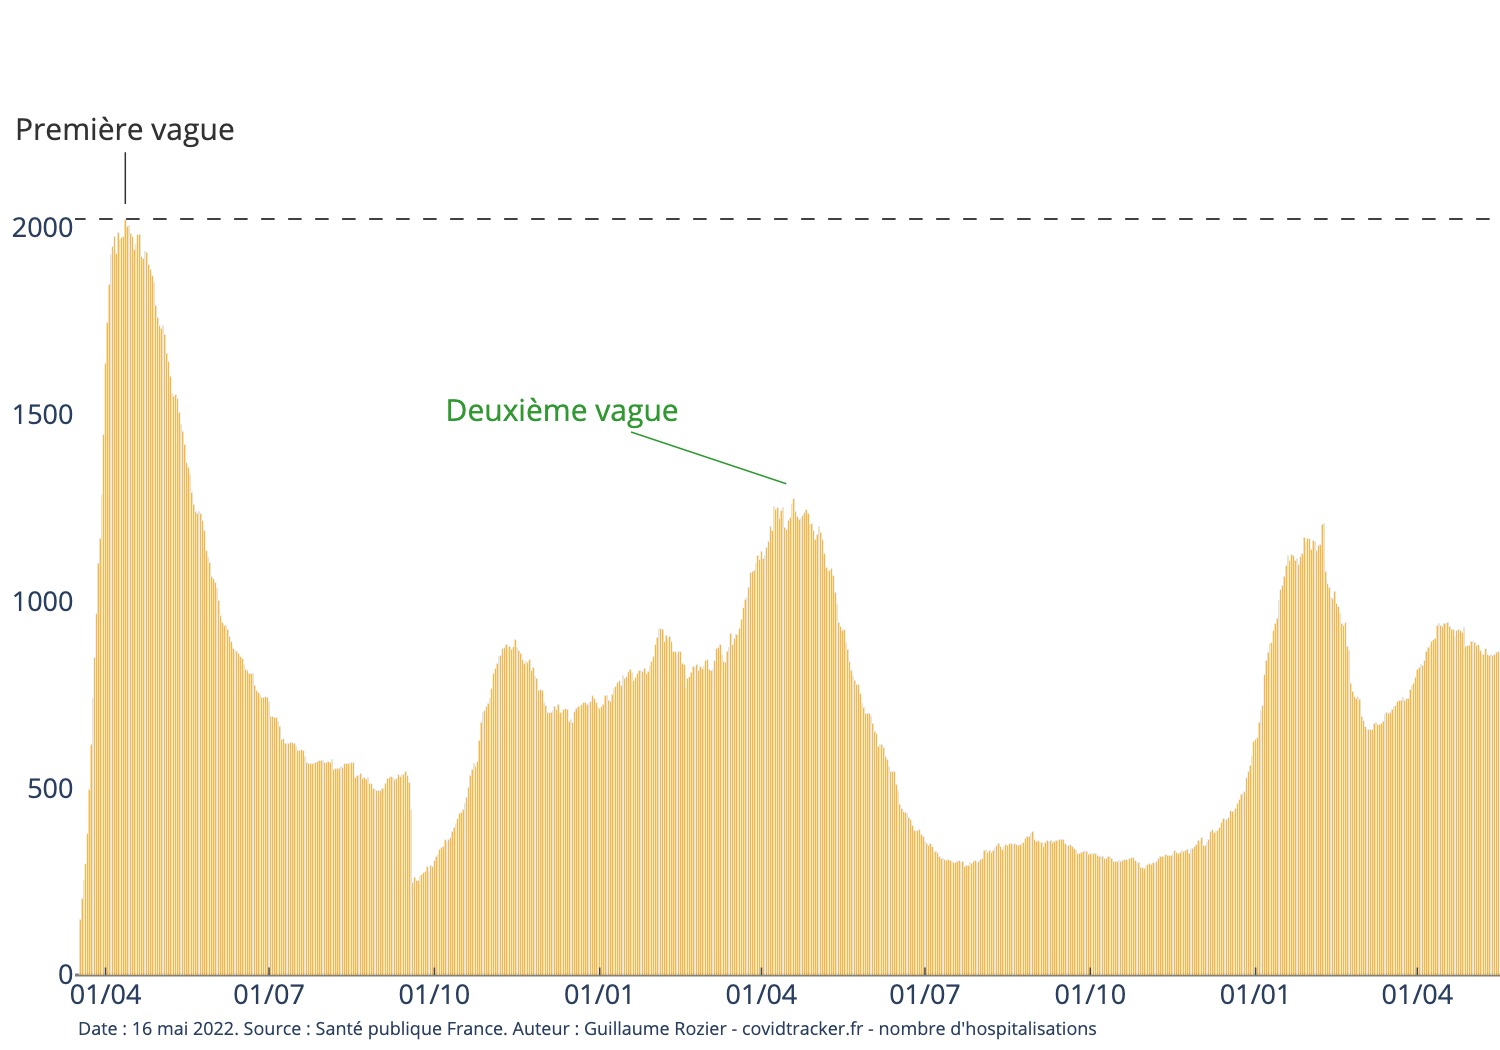 Première vague
2000
1500
Deuxième vague
1000
500
0
01/04 01/07 01/10 01/01 01/04 01/07 01/10 01/01 01/04
Date : 16 mai 2022. Source : Santé publique France. Auteur : Guillaume Rozier - covidtracker.fr - nombre d'hospitalisations